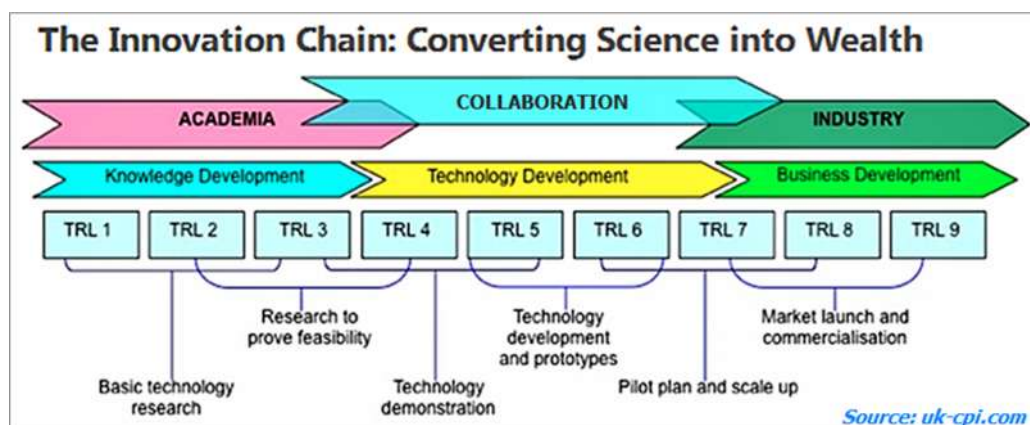 The Innovation Chain: Converting Science into Wealth
ACADEMIA
COLLABORATION
INDUSTRY
Knowledge Development
Technology Development
Business Development
TRL 1
TRL 2
TRL 3
TRL 4
TRL 5
TRL 6
TRL 7
TRL 8
TRL 9
Research to
prove feasibility
Technology
development
and prototypes
Market launch and
commercialisation
Basic technology
research
Technology
demonstration
Pilot plan and scale up
Source: uk-cpi.com